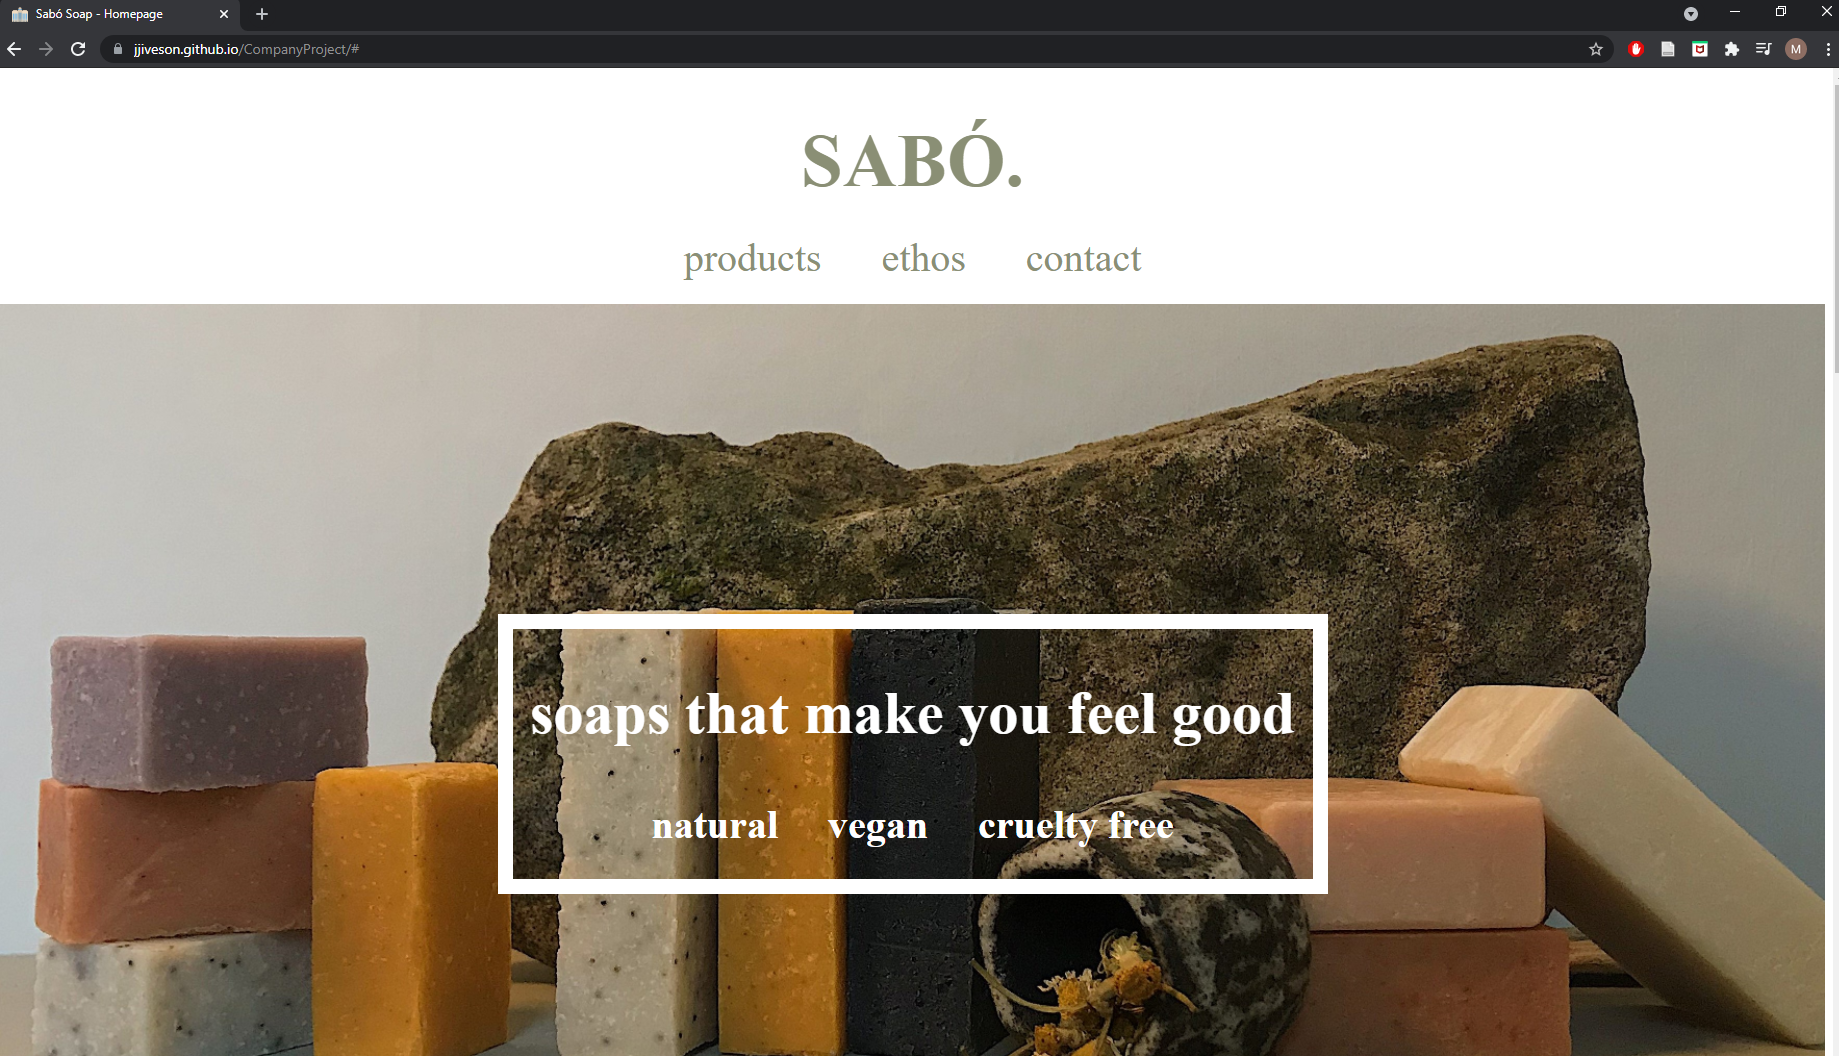 Sabó Soap - Homepage
jjiveson.github.io/CompanyProject/#
M
SABÓ.
products ethos contact
soaps that make you feel good
natural vegan cruelty free